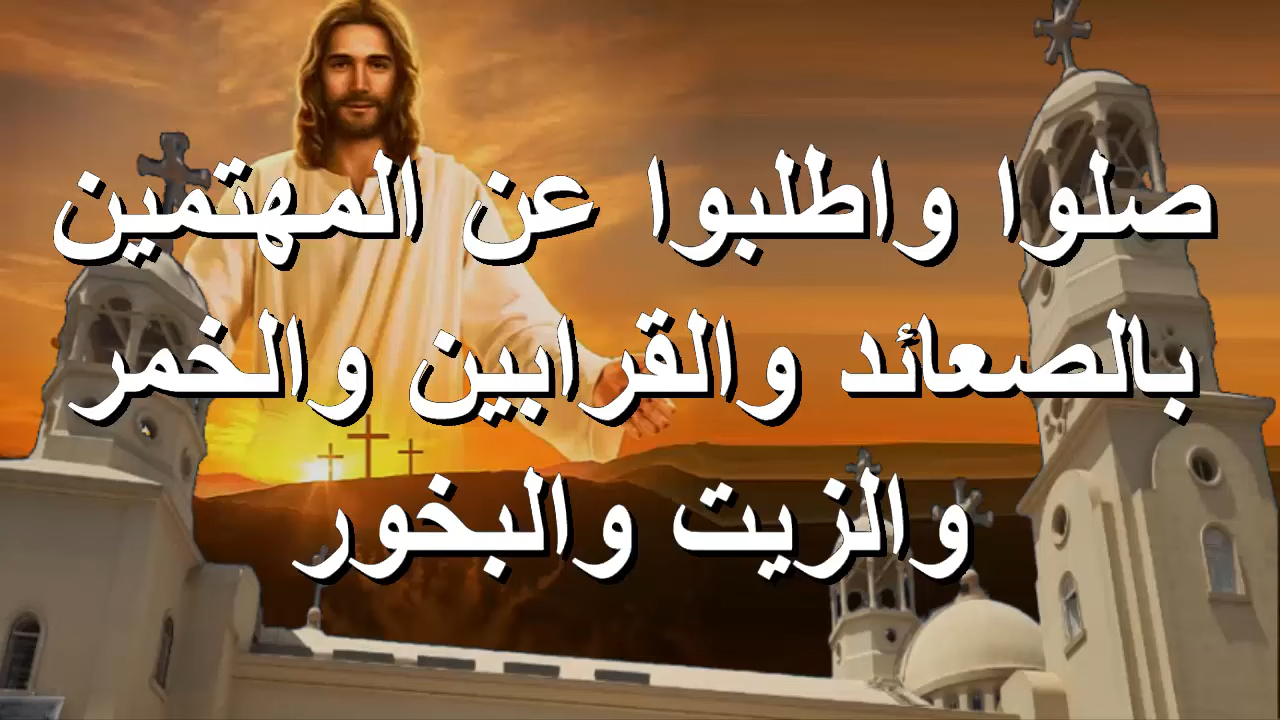 صلوا واطلبوا عن المهتمين
بالصعائد والقرابين والخمر
والزيت والبخور